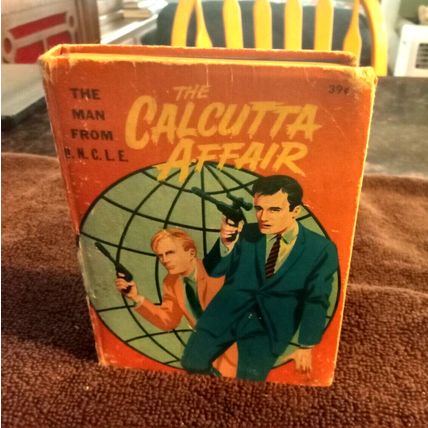 THE
MAN
FROM
U.N.C.L.E.
THE
CALCUTTA
AFFAIR
39¢